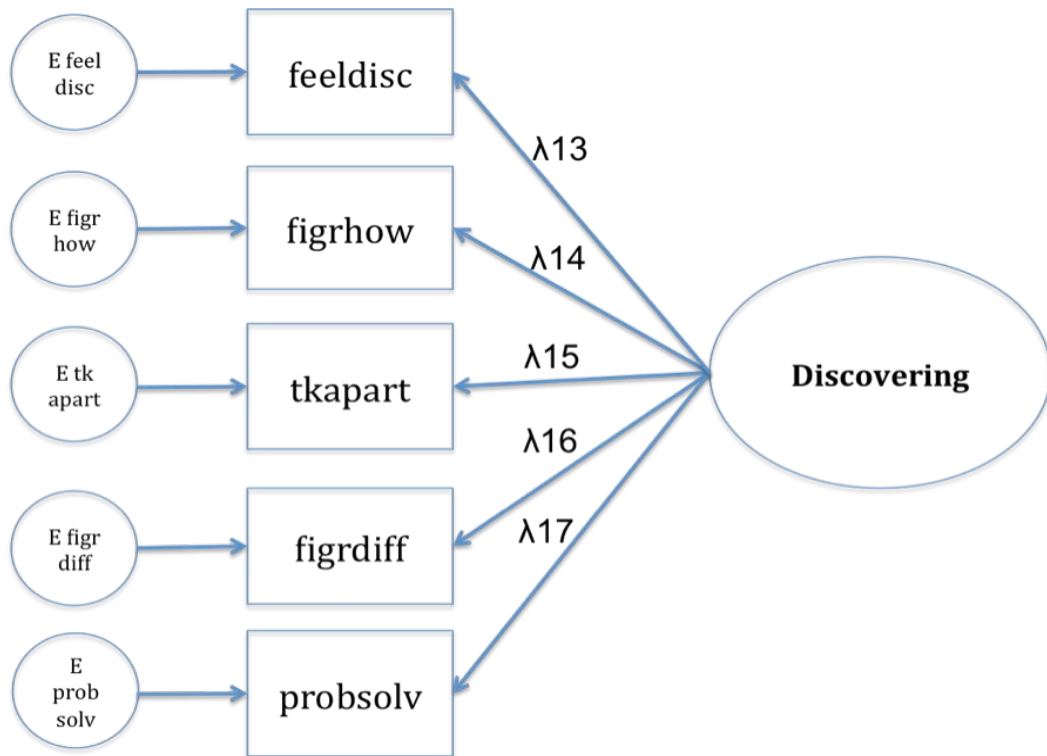 E feel
disc
feeldisc
λ13
E figr
how
figrhow
λ14
E tk
apart
tkapart
λ15
Discovering
λ16
E figr
diff
figrdiff
λ17
E
prob
solv
probsolv